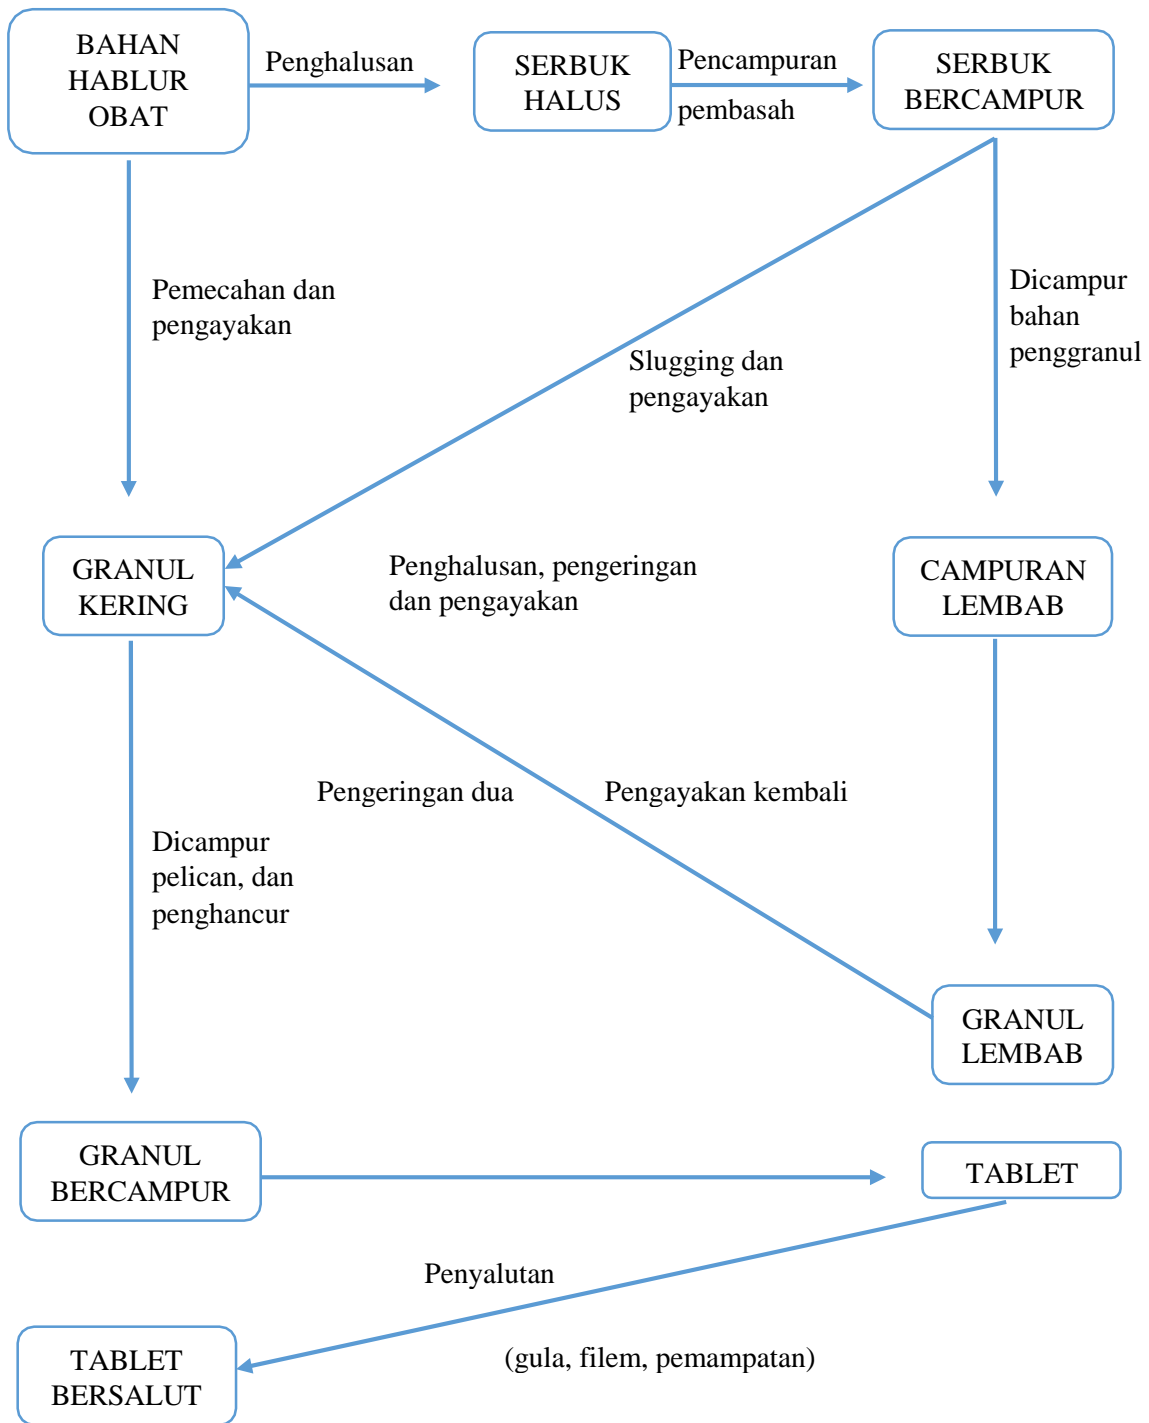 BAHAN
HABLUR
OBAT
Penghalusan
SERBUK
HALUS
Pencampuran
pembasah
SERBUK
BERCAMPUR
Pemecahan dan
pengayakan
Slugging dan
pengayakan
Dicampur
bahan
penggranul
GRANUL
KERING
Penghalusan, pengeringan
dan pengayakan
CAMPURAN
LEMBAB
Pengeringan dua
Pengayakan kembali
Dicampur
pelican, dan
penghancur
GRANUL
LEMBAB
GRANUL
BERCAMPUR
TABLET
Penyalutan
(gula, filem, pemampatan)
TABLET
BERSALUT